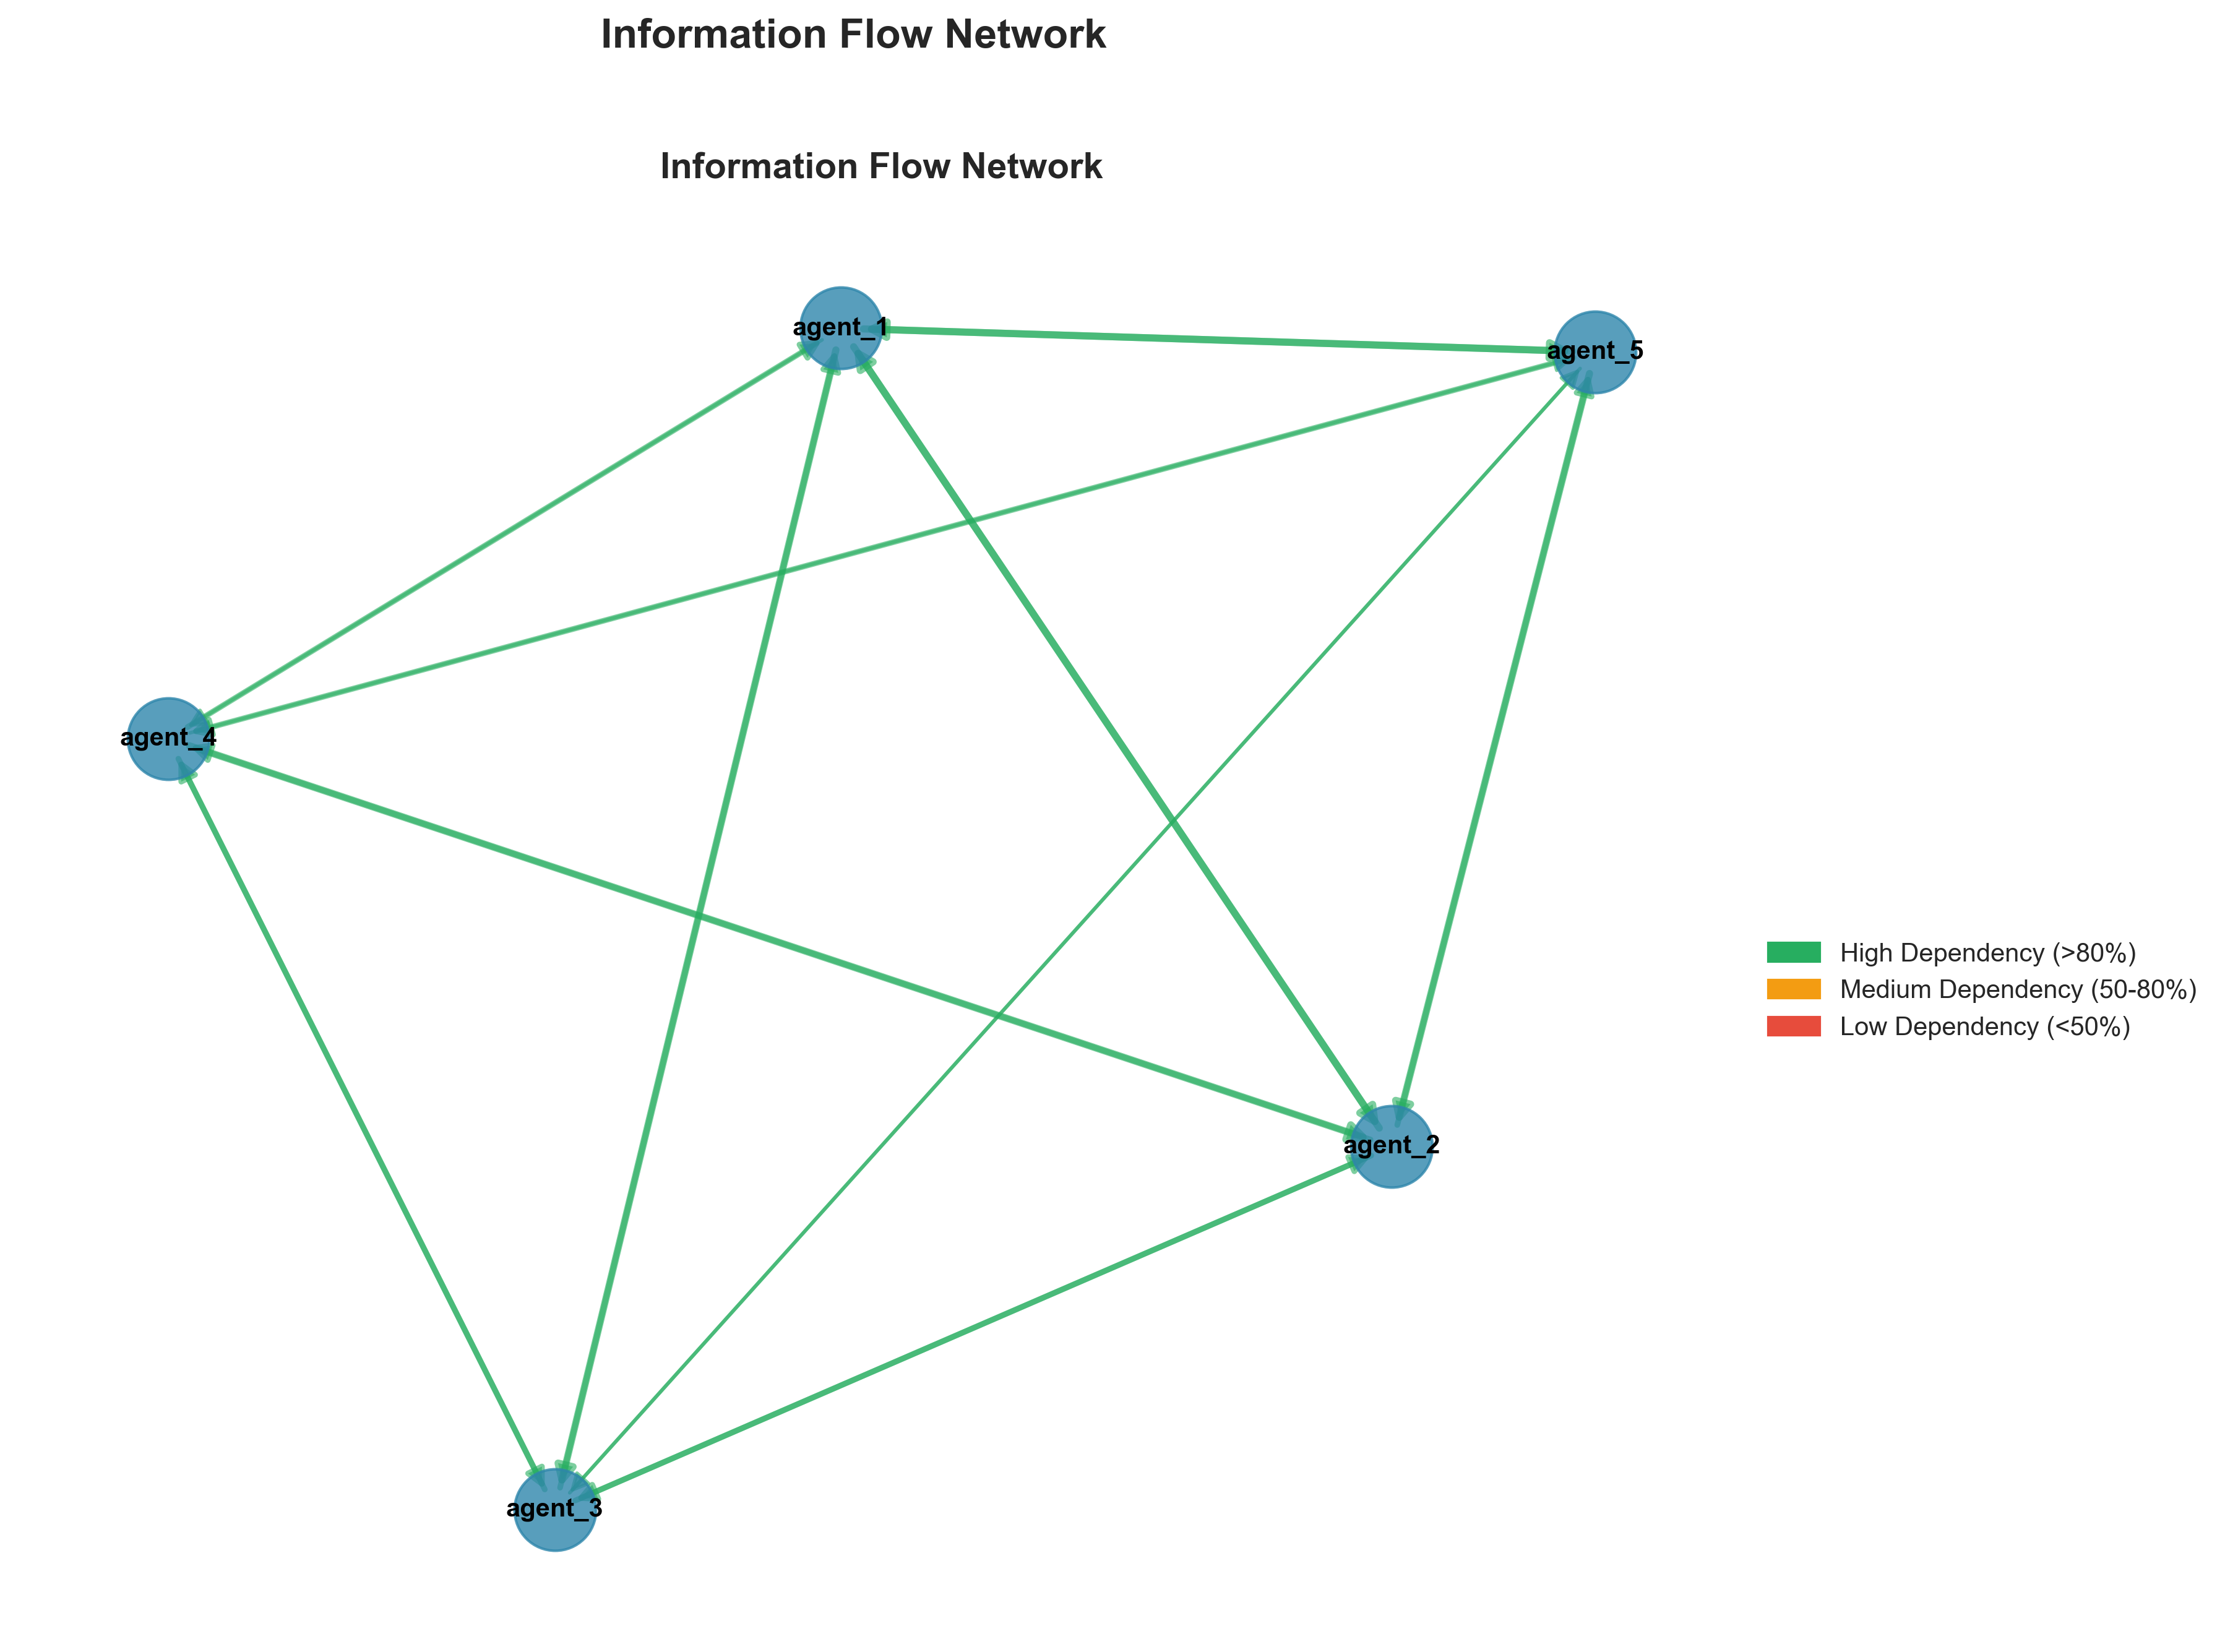 Information Flow Network
Information Flow Network
agent_1
agent_5
agent_4
High Dependency (>80%)
Medium Dependency (50-80%)
Low Dependency (<50%)
agent_2
agent_3